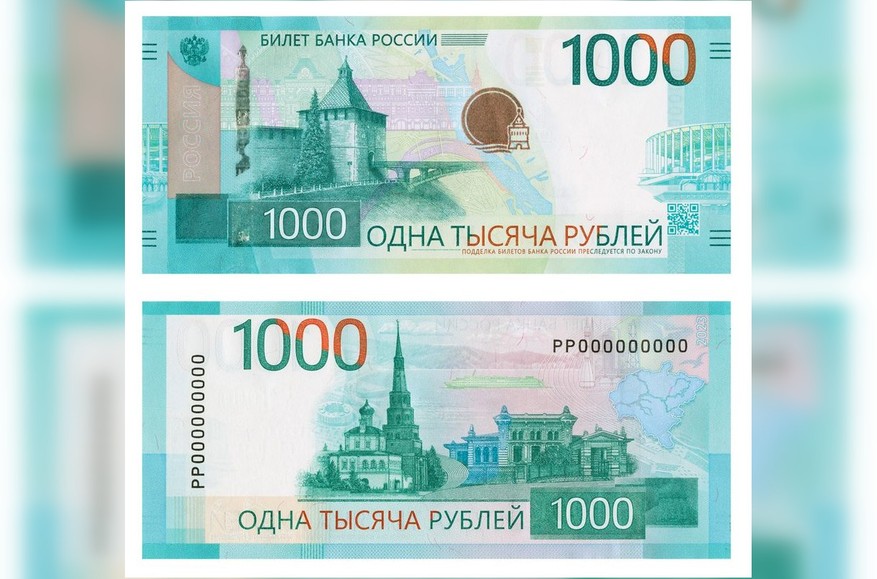 БИЛЕТ БАНКА РОССИИ
1000
РОССИЯ
1000
ОДНА ТЫСЯЧА РУБЛЕЙ
ПОДДЕЛКА БИЛЕТОВ БАНКА РОССИИ ПРЕСЛЕДУЕТСЯ ПО ЗАКОНУ
1000
РР000000000
2023
РР000000000
ОДНА ТЫСЯЧА РУБЛЕЙ
1000